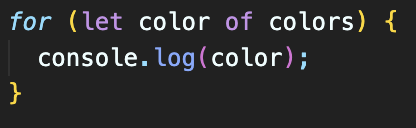 for (let color of colors) {
  console.log(color);
}